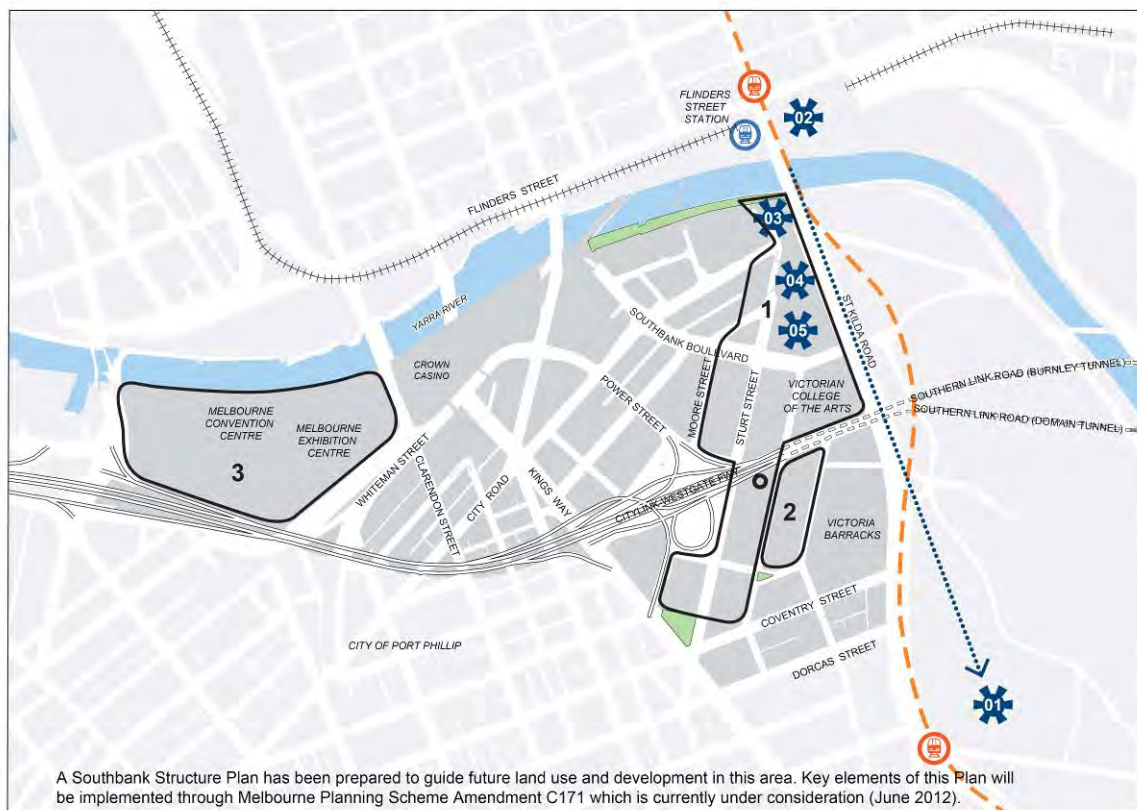 FLINDERS
STREET
STATION
02
FLINDERS STREET
03
04
1
05
YARRA RIVER
ST KILDA ROAD
SOUTHBANK BOULEVARD
CROWN
CASINO
POWER STREET
MOORE STREET
STURT STREET
VICTORIAN
COLLEGE
OF THE ARTS
SOUTHERN LINK ROAD (BURNLEY TUNNEL)
SOUTHERN LINK ROAD (DOMAIN TUNNEL)
MELBOURNE
CONVENTION
CENTRE
MELBOURNE
EXHIBITION
CENTRE
3
WHITEMAN STREET
CLARENDON STREET
CITY ROAD
KINGS WAY
CITYLINK-WESTGATE FWY
2
VICTORIA
BARRACKS
COVENTRY STREET
DORCAS STREET
CITY OF PORT PHILLIP
01
A Southbank Structure Plan has been prepared to guide future land use and development in this area. Key elements of this Plan will
be implemented through Melbourne Planning Scheme Amendment C171 which is currently under consideration (June 2012).